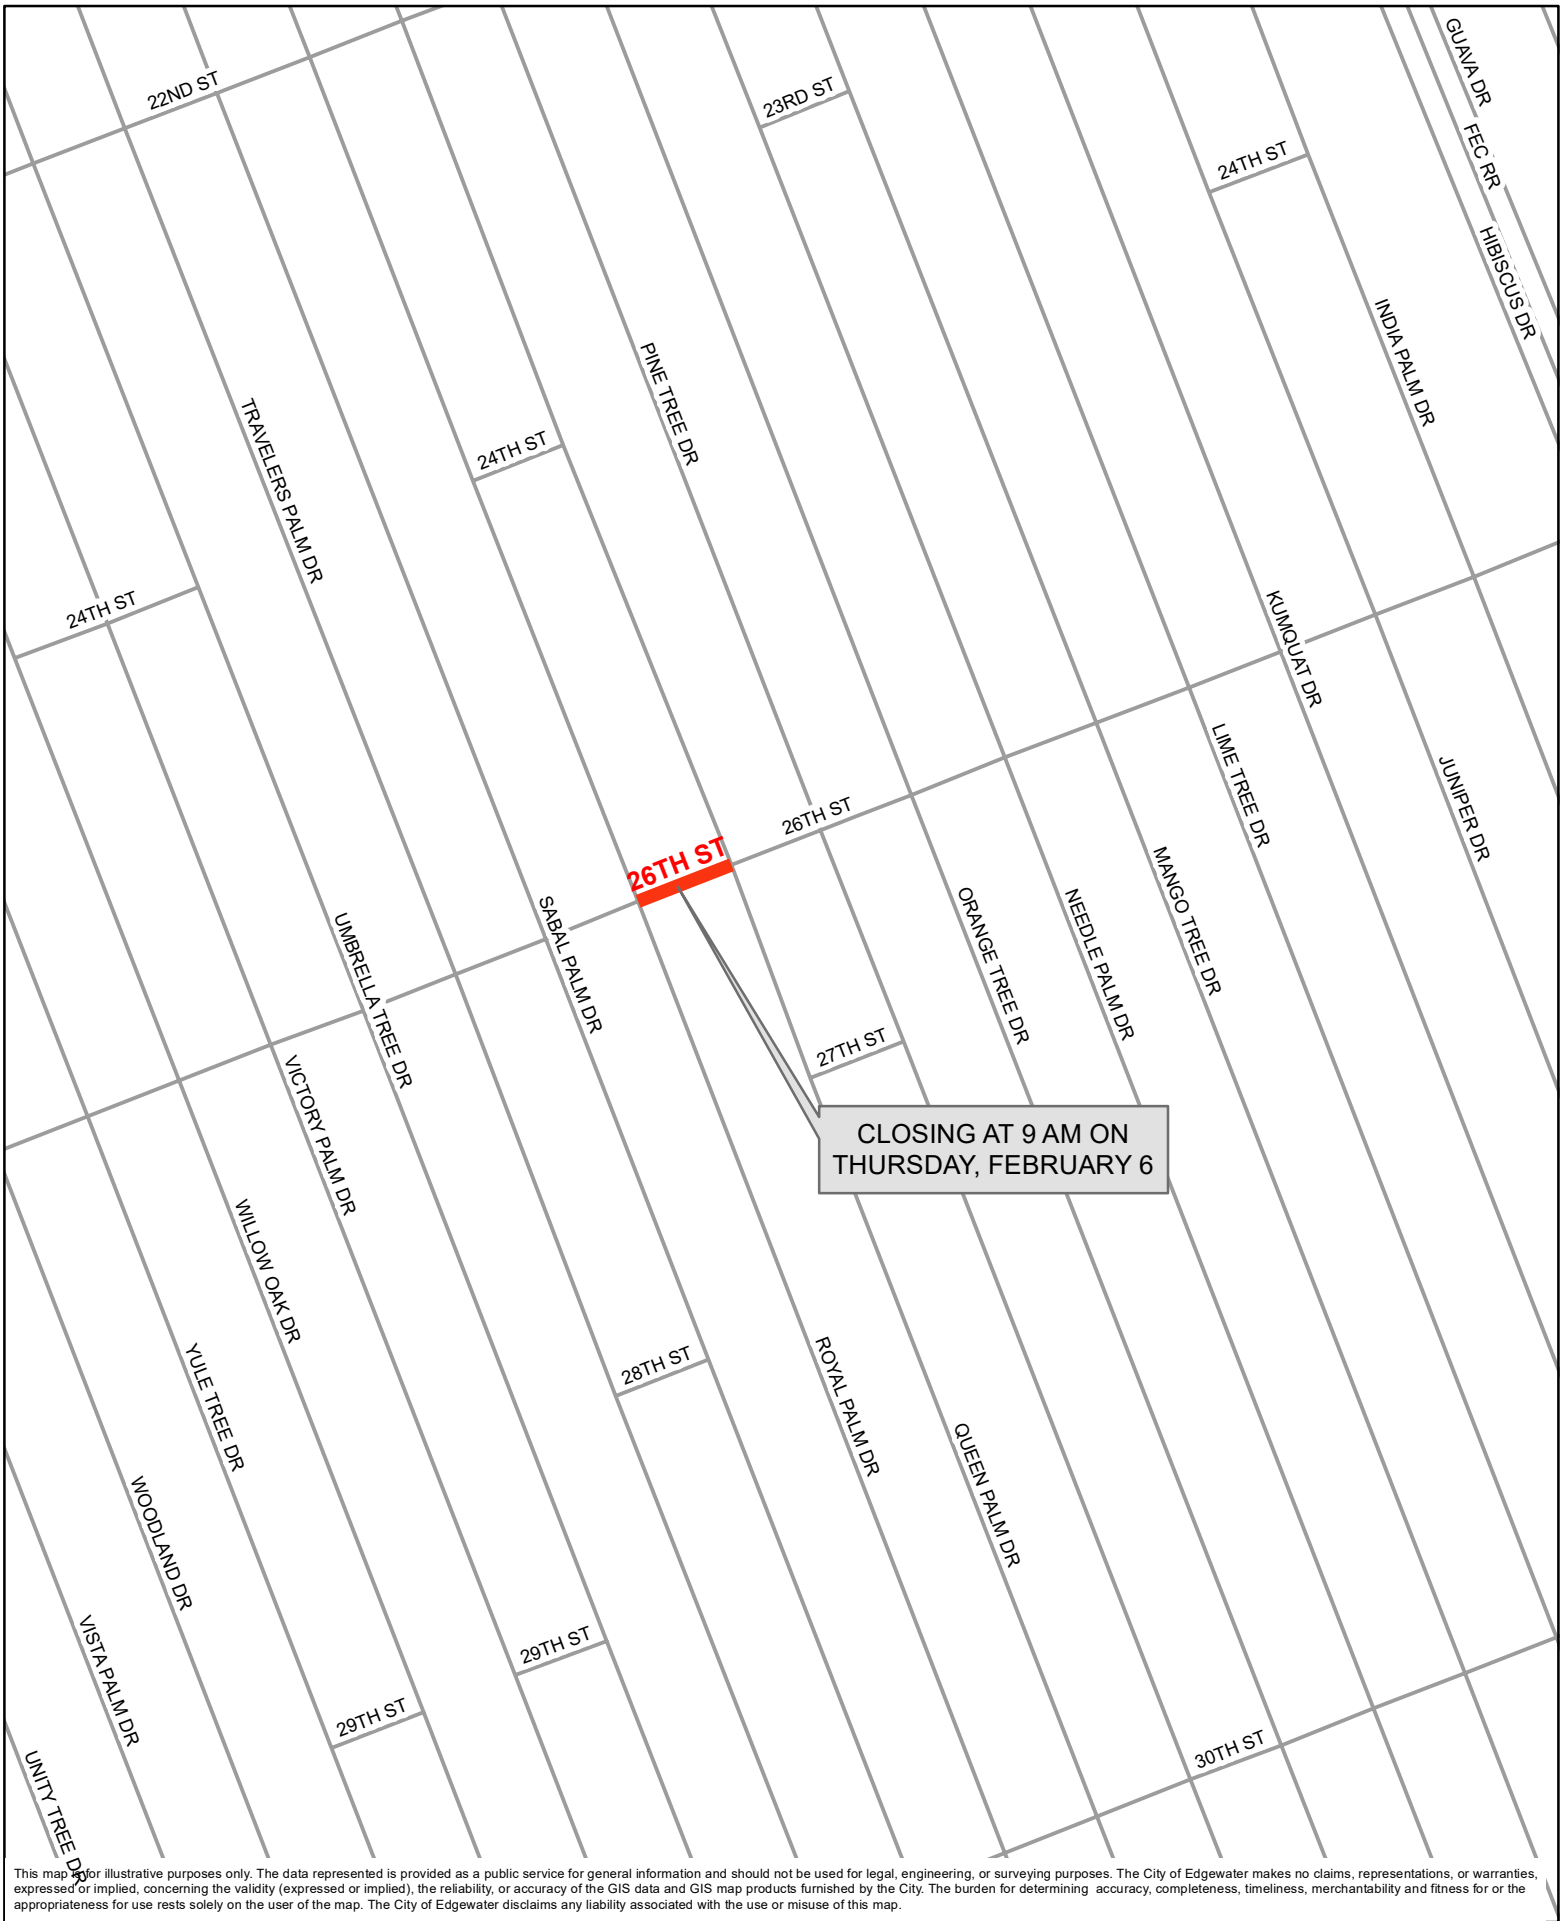 GUAVA DR
22ND ST
23RD ST
FEC RR
24TH ST
HIBISCUS DR
INDIA PALM DR
PINE TREE DR
TRAVELERS PALM DR
24TH ST
24TH ST
KUMQUAT DR
LIME TREE DR
JUNIPER DR
26TH ST
26TH ST
MANGO TREE DR
SABAL PALM DR
ORANGE TREE DR
NEEDLE PALM DR
UMBRELLA TREE DR
27TH ST
VICTORY PALM DR
CLOSING AT 9 AM ON
THURSDAY, FEBRUARY 6
WILLOW OAK DR
YULE TREE DR
28TH ST
ROYAL PALM DR
QUEEN PALM DR
WOODLAND DR
VISTA PALM DR
29TH ST
29TH ST
30TH ST
UNITY TREE DR
This map is for illustrative purposes only. The data represented is provided as a public service for general information and should not be used for legal, engineering, or surveying purposes. The City of Edgewater makes no claims, representations, or warranties,
expressed or implied, concerning the validity (expressed or implied), the reliability, or accuracy of the GIS data and GIS map products furnished by the City. The burden for determining accuracy, completeness, timeliness, merchantability and fitness for or the
appropriateness for use rests solely on the user of the map. The City of Edgewater disclaims any liability associated with the use or misuse of this map.